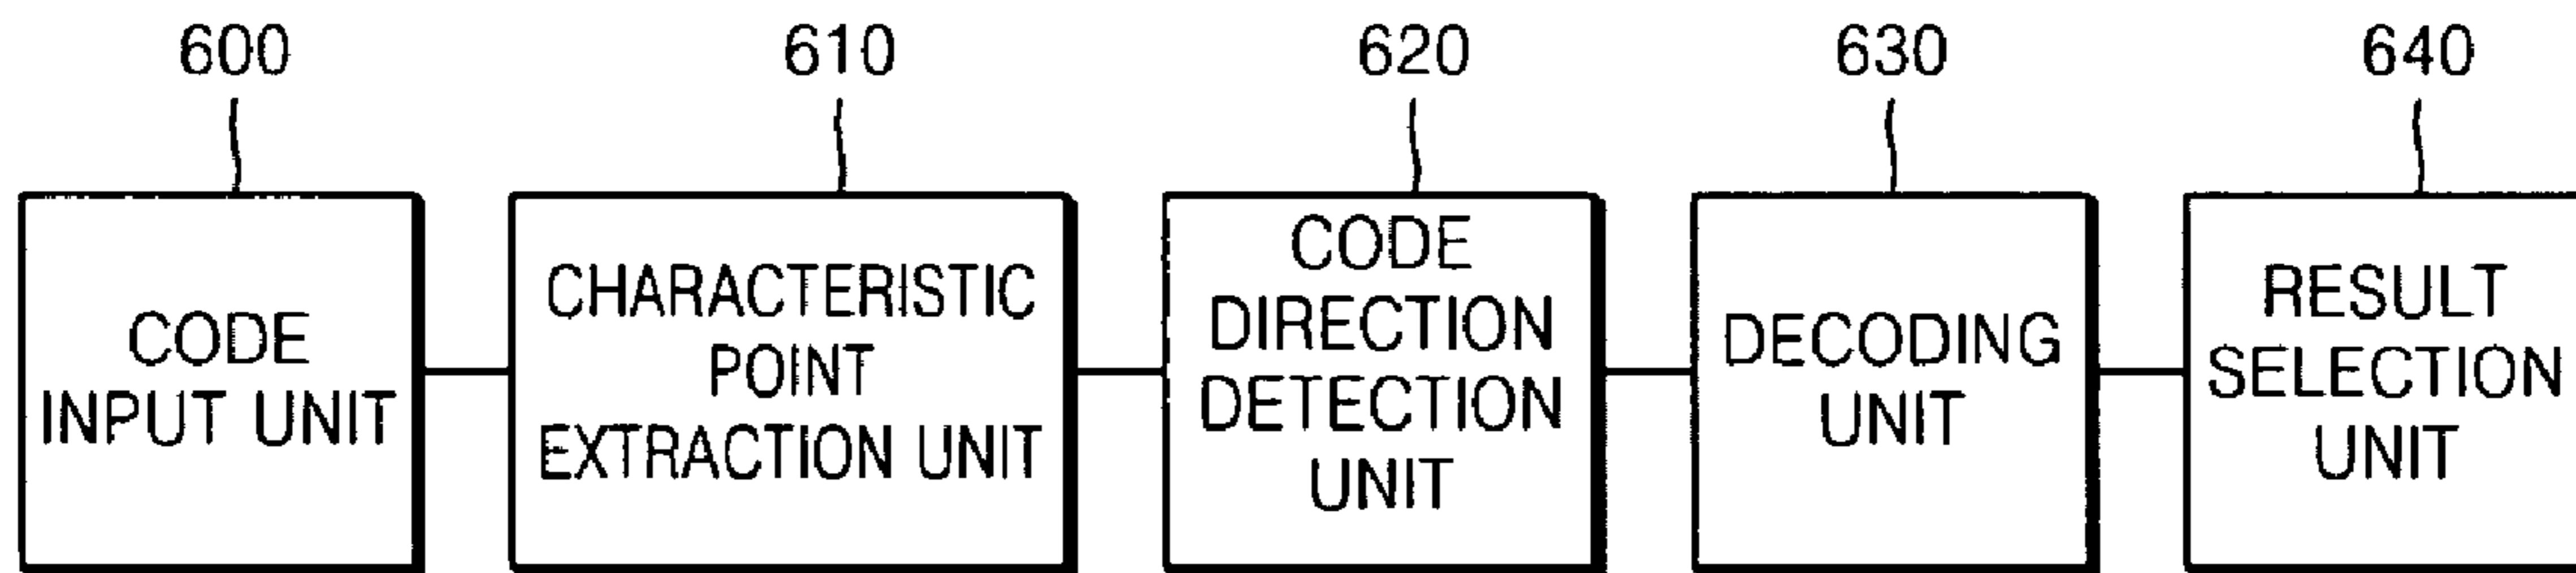 600
610
620
630
640
CODE
INPUT UNIT
CHARACTERISTIC
POINT
EXTRACTION UNIT
CODE
DIRECTION
DETECTION
UNIT
DECODING
UNIT
RESULT
SELECTION
UNIT